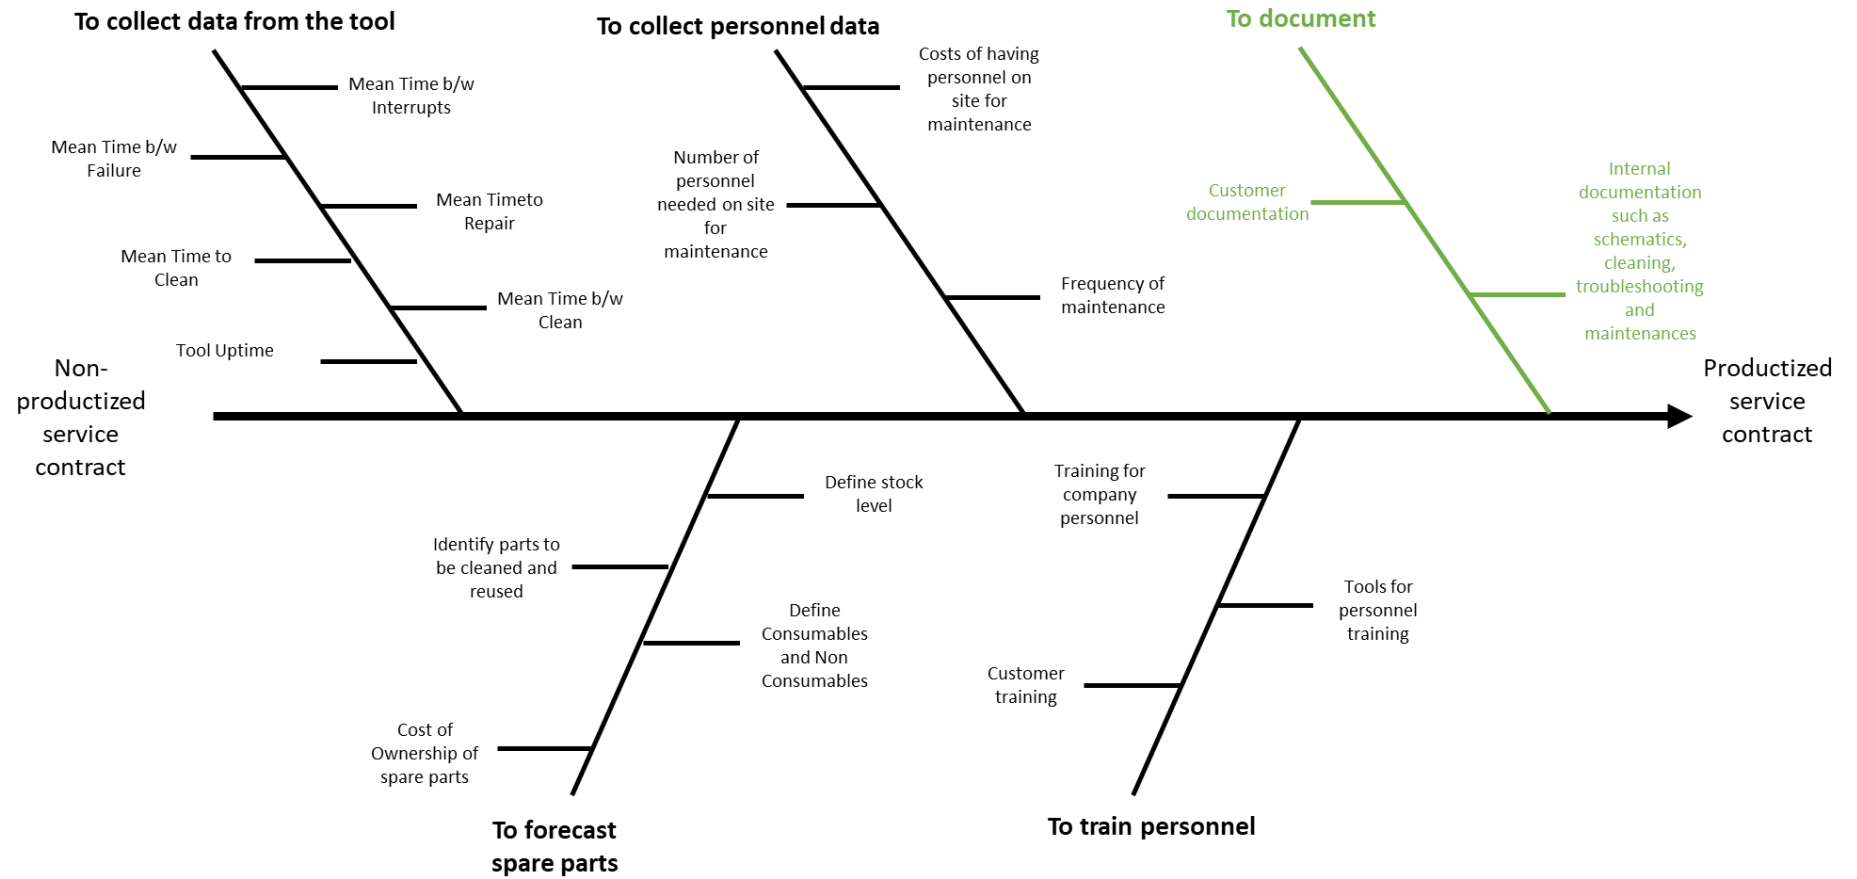 To collect data from the tool
To collect personnel data
To document
Mean Time b/w
Interrupts
Mean Time b/w
Failure
Mean Timeto
Repair
Mean Time to
Clean
Mean Time b/w
Clean
Tool Uptime
Costs of having
personnel on
site for
maintenance
Number of
personnel
needed on site
for
maintenance
Frequency of
maintenance
Customer
documentation
Internal
documentation
such as
schematics,
cleaning,
troubleshooting
and
maintenances
Non-
productized
service
contract
Productized
service
contract
Define stock
level
Identify parts to
be cleaned and
reused
Define
Consumables
and Non
Consumables
Cost of
Ownership of
spare parts
To forecast
spare parts
Training for
company
personnel
Tools for
personnel
training
Customer
training
To train personnel